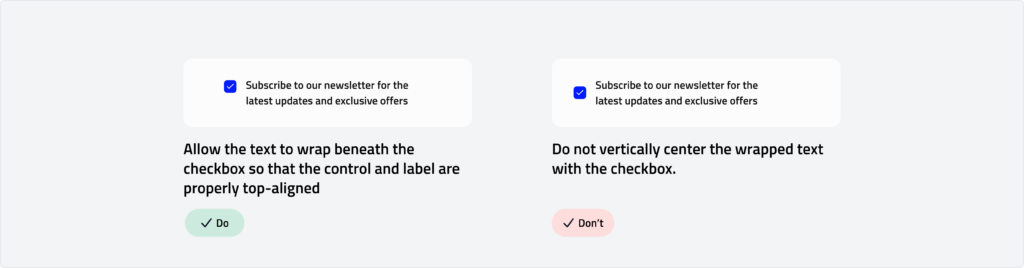 Subscribe to our newsletter for the
latest updates and exclusive offers
Allow the text to wrap beneath the
checkbox so that the control and label are
properly top-aligned
Do
Subscribe to our newsletter for the
latest updates and exclusive offers
Do not vertically center the wrapped text
with the checkbox.
Don't